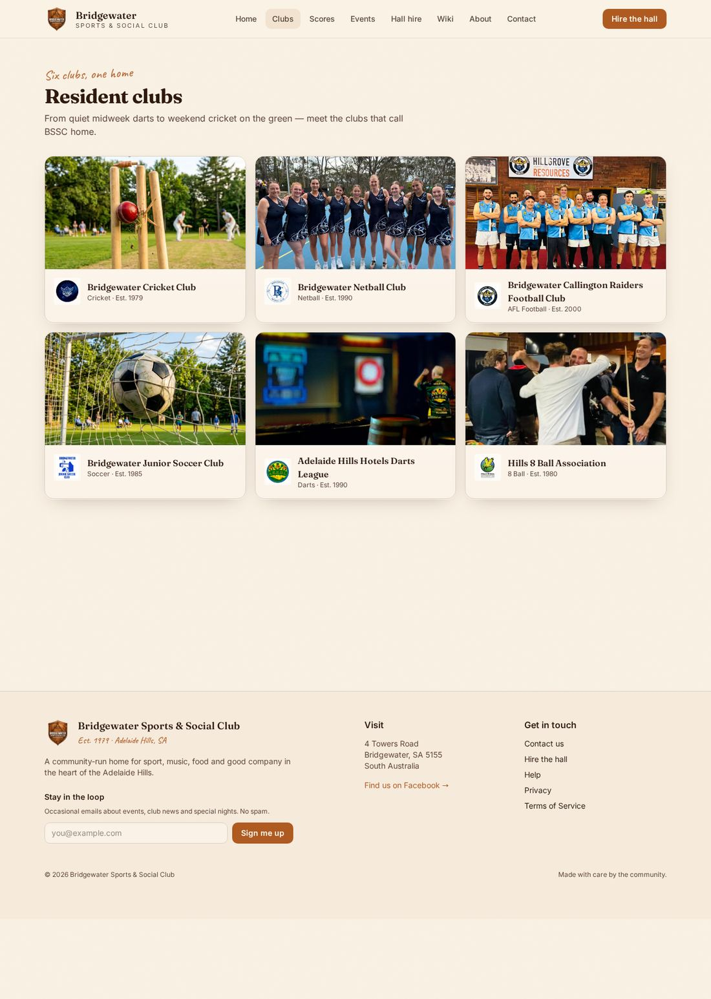 Bridgewater
SPORTS & SOCIAL CLUB
Home
Clubs
Scores
Events
Hall hire
Wiki
About
Contact
Hire the hall
Six clubs, one home
Resident clubs
From quiet midweek darts to weekend cricket on the green — meet the clubs that call
BSSC home.
HILLGROVE
RESOURCES
Bridgewater Cricket Club
Cricket · Est. 1979
Bridgewater Netball Club
Netball · Est. 1990
Bridgewater Callington Raiders
Football Club
AFL Football · Est. 2000
BRIDGEWATER
JUNIOR SOCCER
CLUB
Bridgewater Junior Soccer Club
Soccer · Est. 1985
Adelaide Hills Hotels Darts
League
Darts · Est. 1990
Hills 8 Ball Association
8 Ball · Est. 1980
BRIDGEWATER
Bridgewater Sports & Social Club
Est. 1979 · Adelaide Hills, SA
A community-run home for sport, music, food and good company in
the heart of the Adelaide Hills.
Stay in the loop
Occasional emails about events, club news and special nights. No spam.
you@example.com
Sign me up
Visit
4 Towers Road
Bridgewater, SA 5155
South Australia
Find us on Facebook →
Get in touch
Contact us
Hire the hall
Help
Privacy
Terms of Service
© 2026 Bridgewater Sports & Social Club
Made with care by the community.